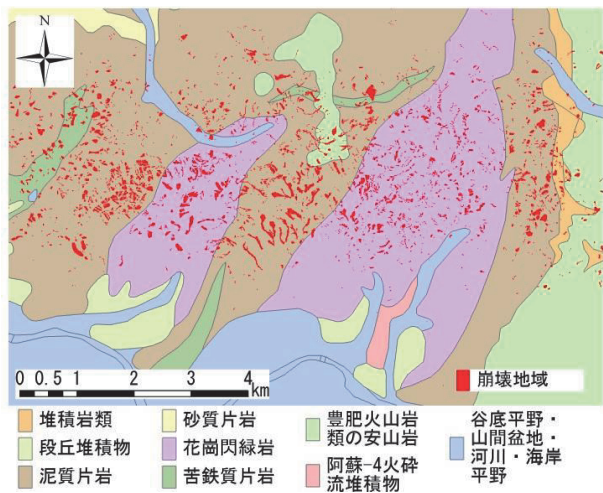 N
0 0.5 1 2 3 4
km
崩壊地域
堆積岩類
段丘堆積物
泥質片岩
砂質片岩
花崗閃緑岩
苦鉄質片岩
豊肥火山岩
類の安山岩
阿蘇-4火砕
流堆積物
谷底平野・
山間盆地・
河川・海岸
平野